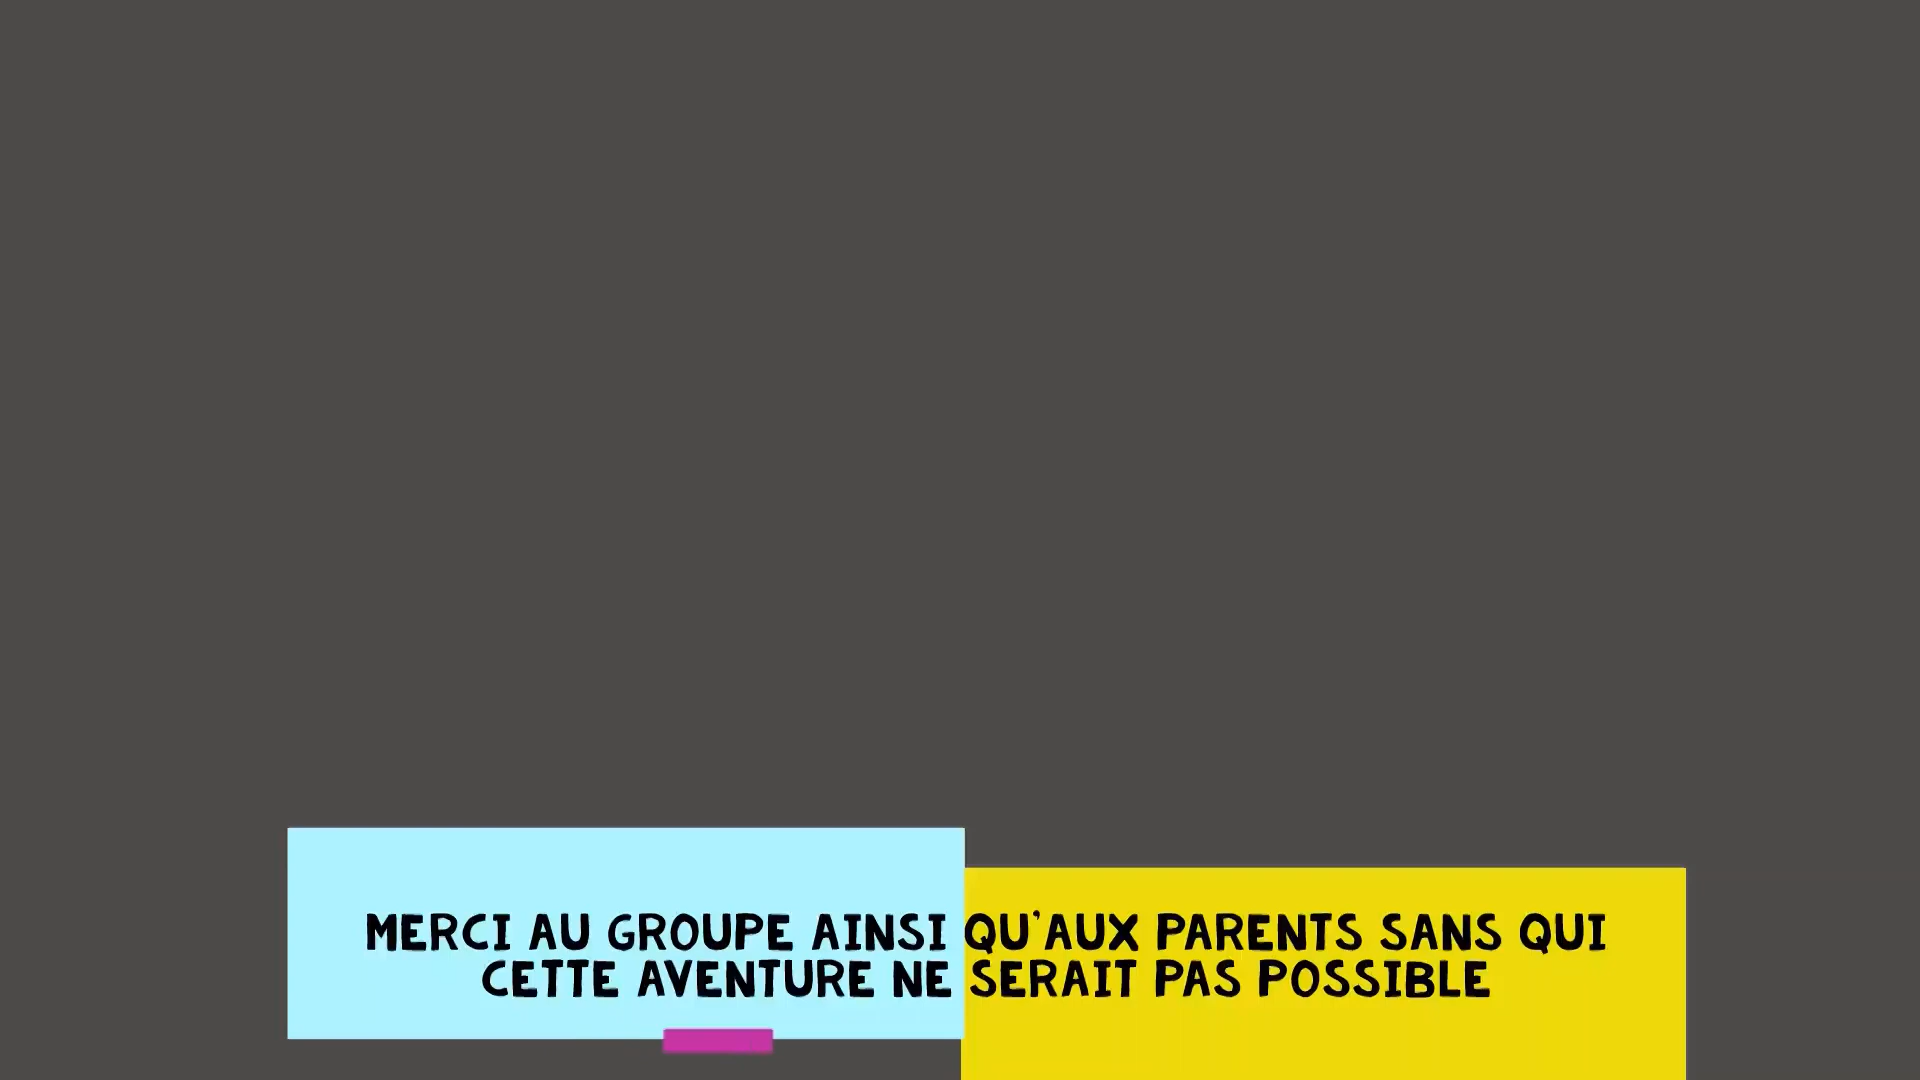 MERCI AU GROUPE AINSI QU'AUX PARENTS SANS QUI
CETTE AVENTURE NE SERAIT PAS POSSIBLE